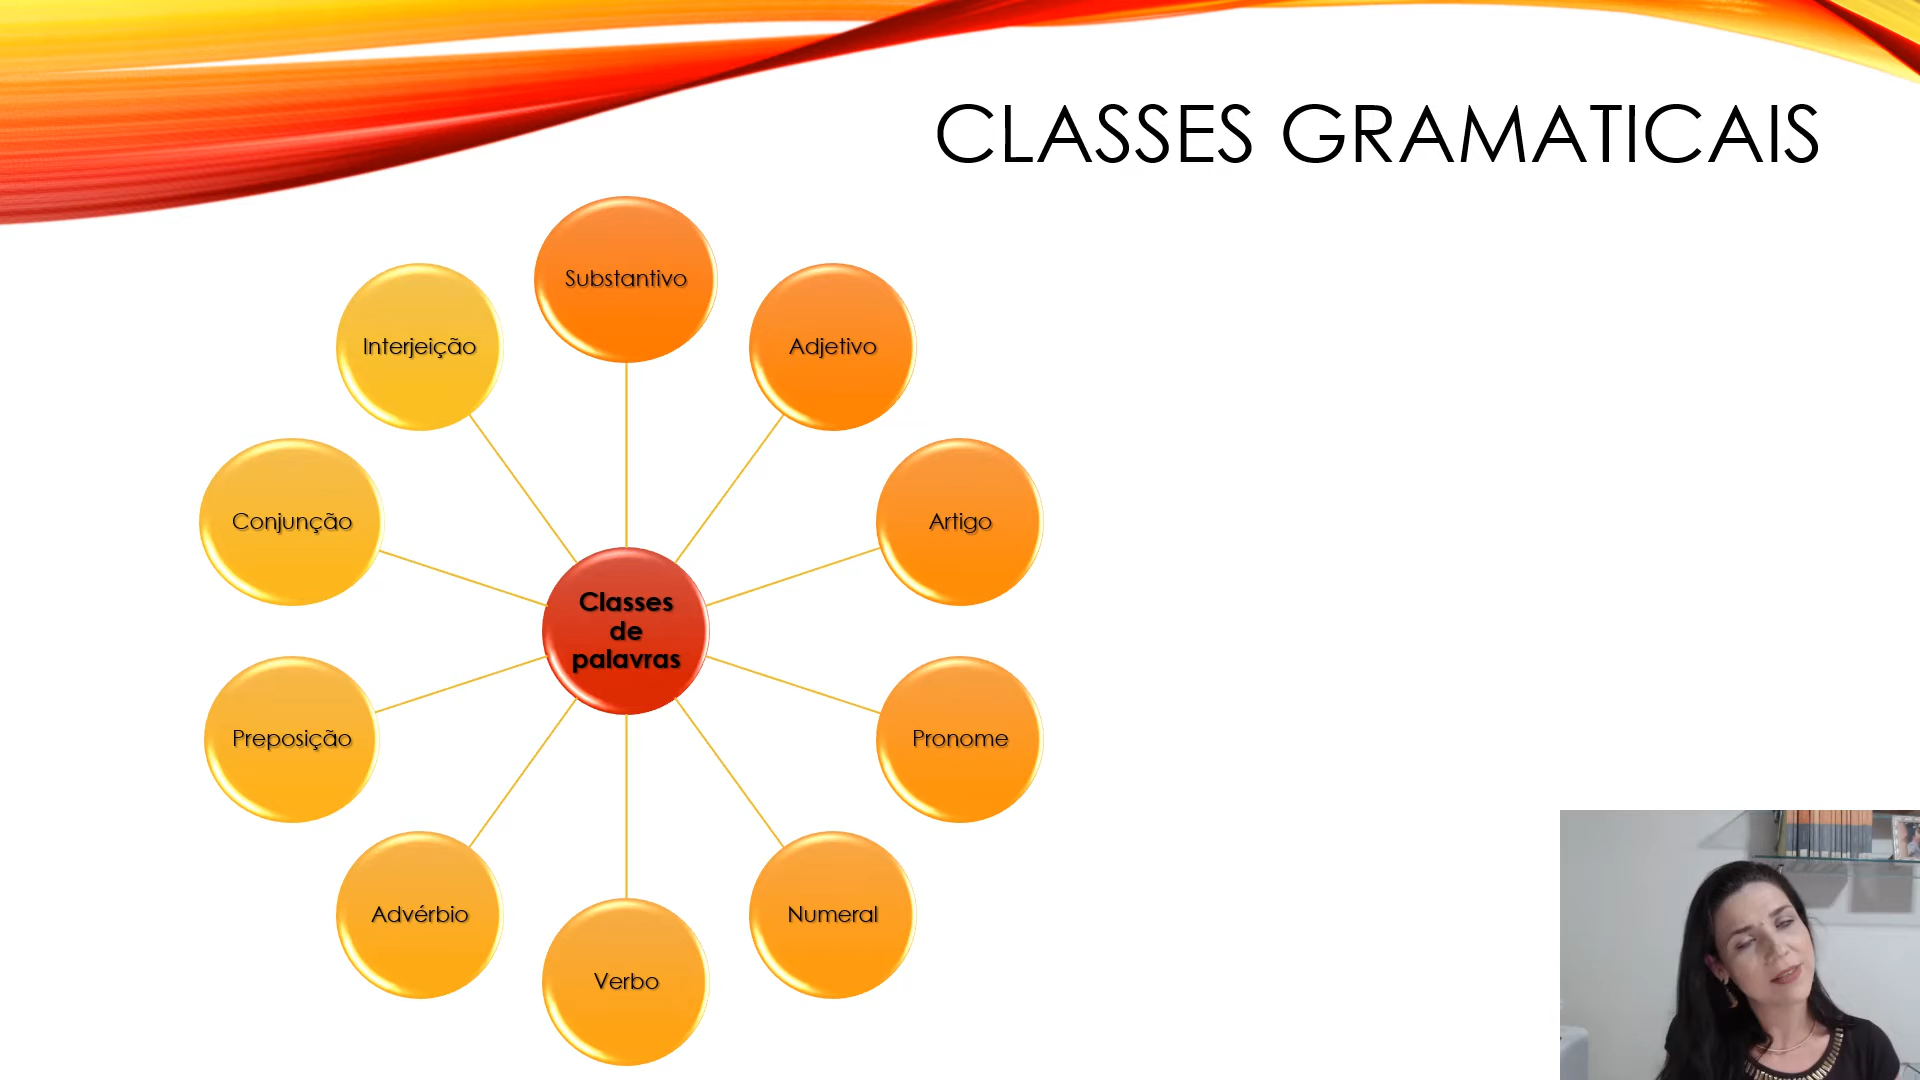 CLASSES GRAMATICAIS
Substantivo
Adjetivo
Artigo
Pronome
Numeral
Verbo
Advérbio
Preposição
Conjunção
Interjeição
Classes
de
palavras